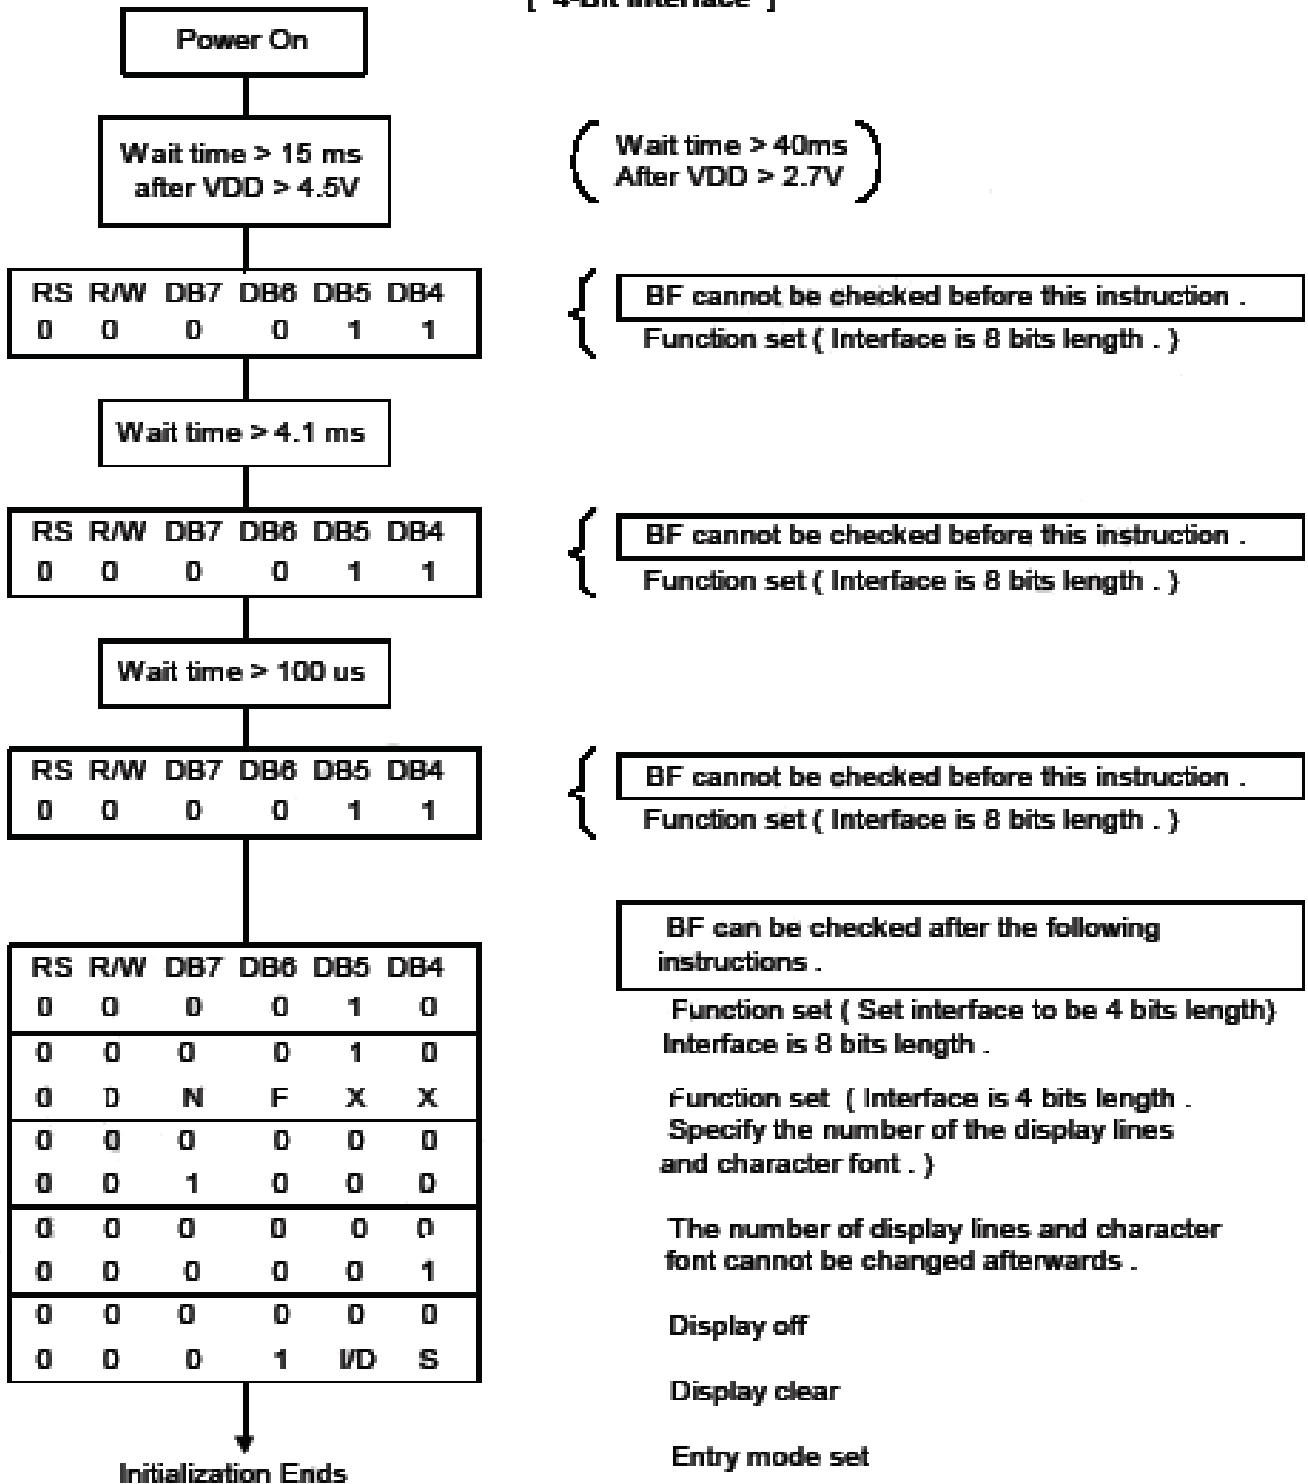 [ 4-Bit Interface ]
Power On
Wait time > 15 ms
after VDD > 4.5V
( Wait time > 40ms
After VDD > 2.7V )
RS R/W DB7 DB6 DB5 DB4
0 0 0 0 1 1
BF cannot be checked before this instruction .
Function set ( Interface is 8 bits length . )
Wait time > 4.1 ms
RS R/W DB7 DB6 DB5 DB4
0 0 0 0 1 1
BF cannot be checked before this instruction .
Function set ( Interface is 8 bits length . )
Wait time > 100 us
RS R/W DB7 DB6 DB5 DB4
0 0 0 0 1 1
BF cannot be checked before this instruction .
Function set ( Interface is 8 bits length . )
RS R/W DB7 DB6 DB5 DB4
0 0 0 0 1 0
0 0 0 0 1 0
0 0 N F X X
0 0 0 0 0 0
0 0 1 0 0 0
0 0 0 0 0 0
0 0 0 0 0 1
0 0 0 0 0 0
0 0 0 1 I/D S
BF can be checked after the following
instructions .
Function set ( Set interface to be 4 bits length)
Interface is 8 bits length .
Function set ( Interface is 4 bits length .
Specify the number of the display lines
and character font . )
The number of display lines and character
font cannot be changed afterwards .
Display off
Display clear
Entry mode set
Initialization Ends